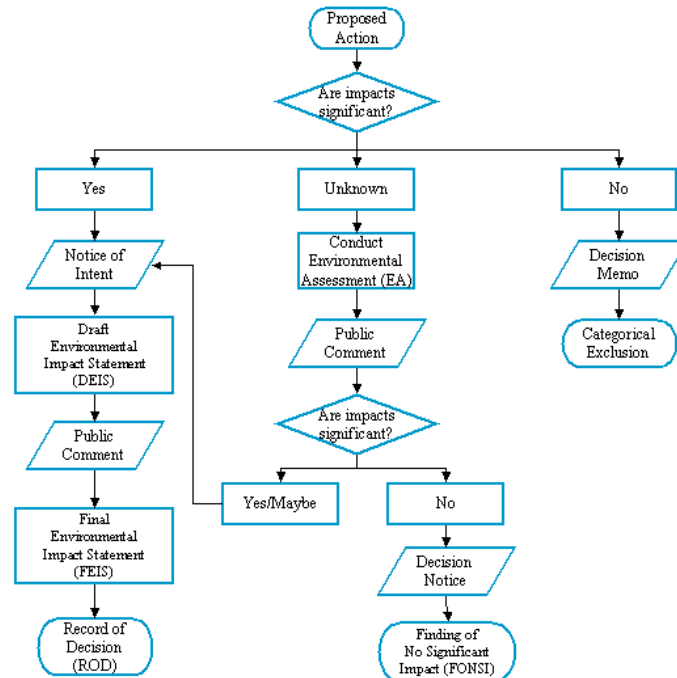 Proposed
Action
Are impacts
significant?
Yes
Unknown
No
Notice of
Intent
Conduct
Environmental
Assessment (EA)
Decision
Memo
Draft
Environmental
Impact Statement
(DEIS)
Public
Comment
Categorical
Exclusion
Public
Comment
Are impacts
significant?
Yes/Maybe
No
Final
Environmental
Impact Statement
(FEIS)
Decision
Notice
Record of
Decision
(ROD)
Finding of
No Significant
Impact (FONSI)